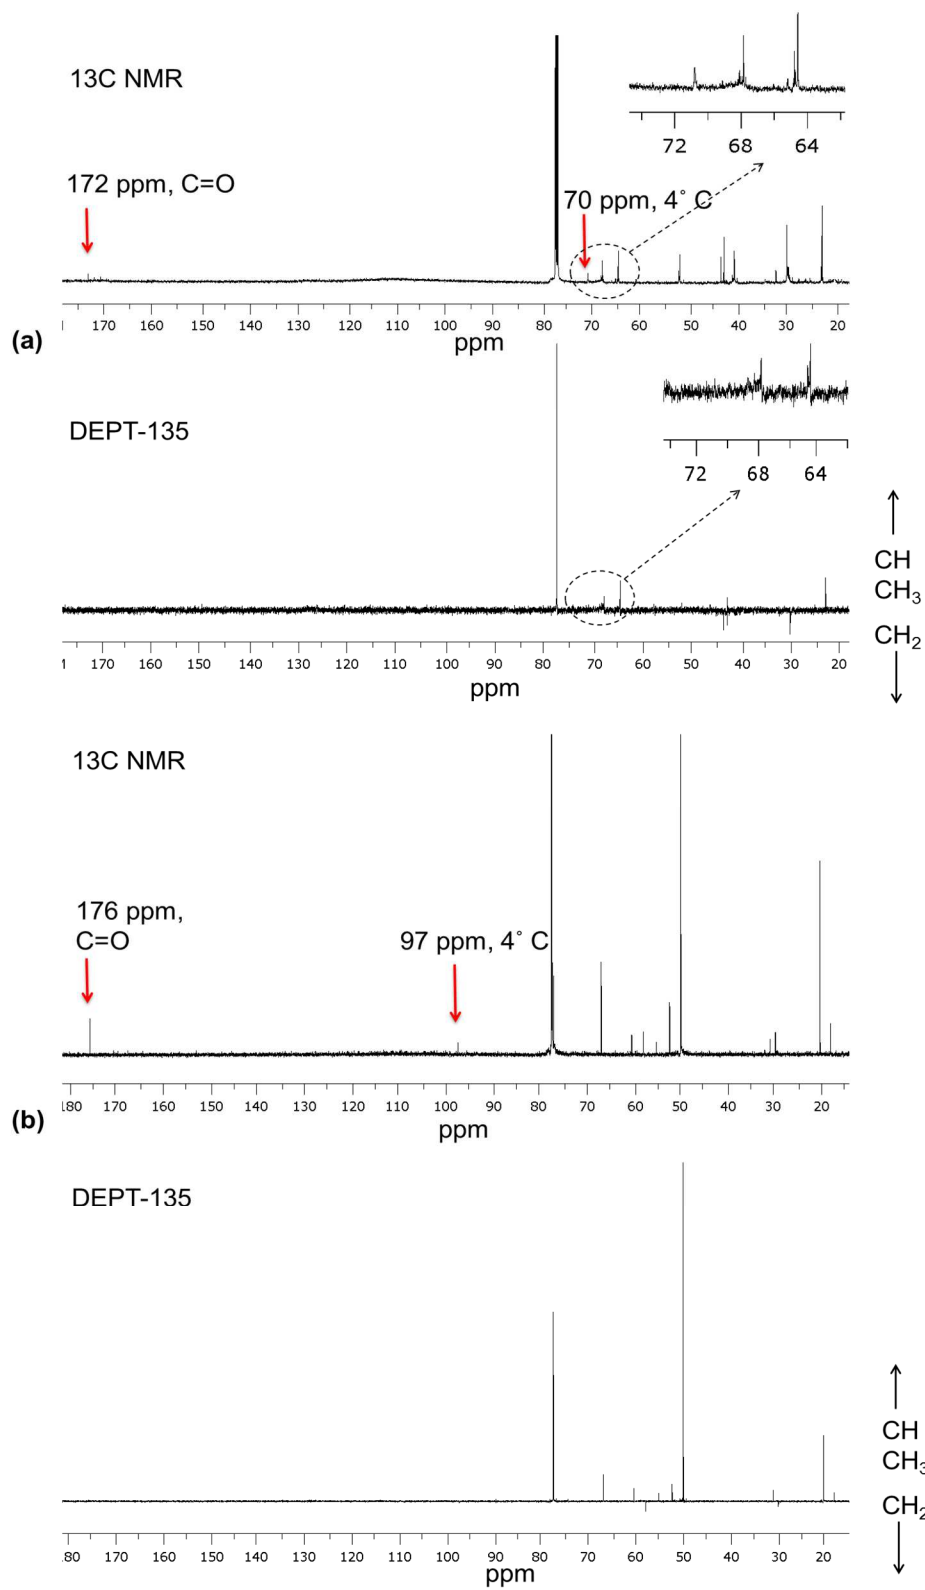 13C NMR
72 68 64
172 ppm, C=O
70 ppm, 4° C
170 160 150 140 130 120 110 100 90 80 70 60 50 40 30 20
(a)
ppm
DEPT-135
72 68 64
CH
CH3
CH2
170 160 150 140 130 120 110 100 90 80 70 60 50 40 30 20
ppm
13C NMR
176 ppm,
C=O
97 ppm, 4° C
180 170 160 150 140 130 120 110 100 90 80 70 60 50 40 30 20
(b)
ppm
DEPT-135
CH
CH3
CH2
80 170 160 150 140 130 120 110 100 90 80 70 60 50 40 30 20
ppm